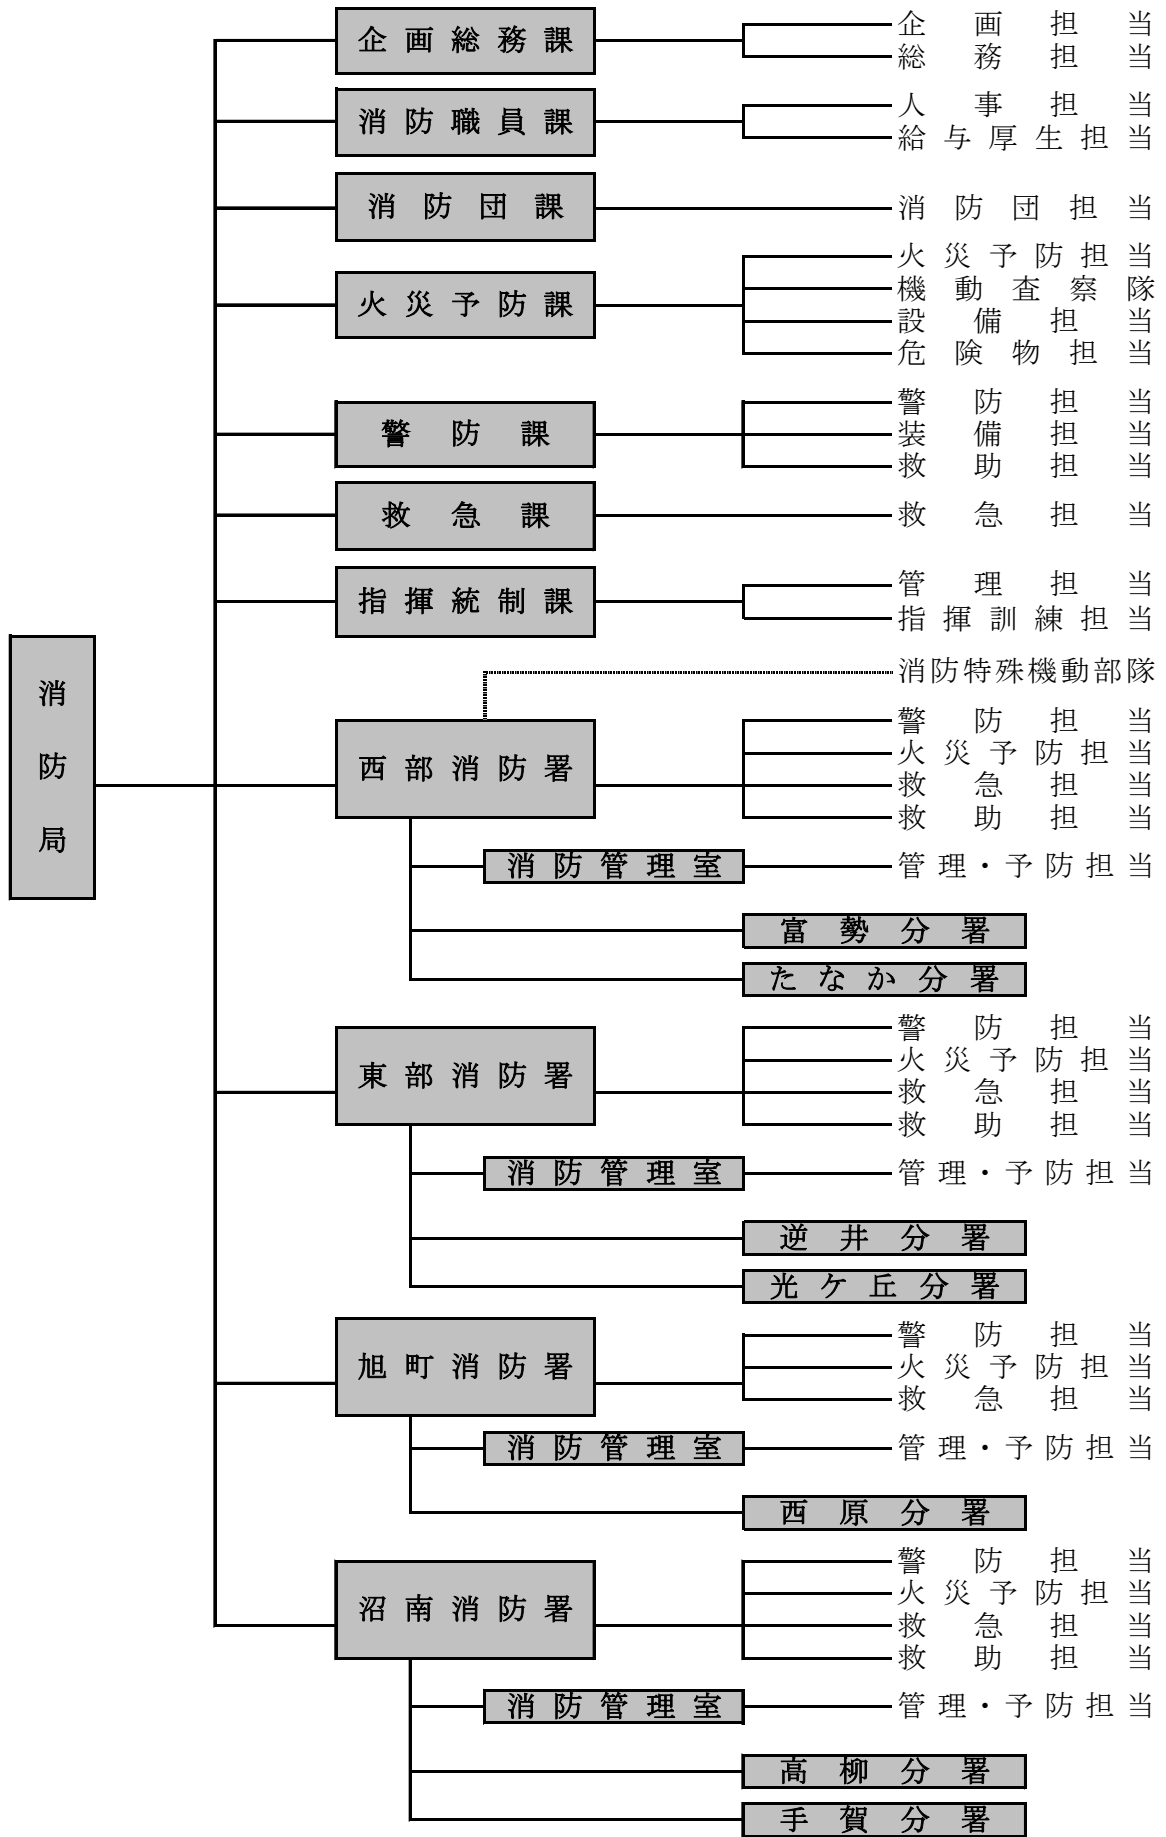 企画総務課
企画担当
総務担当
消防職員課
人事担当
給与厚生担当
消防団課
消防団担当
火災予防課
火災予防担当
機動査察隊
設備担当
危険物担当
警防課
警防担当
装備担当
救助担当
救急課
救急担当
指揮統制課
管理担当
指揮訓練担当
消防局
消防特殊機動部隊
西部消防署
警防担当
火災予防担当
救急担当
救助担当
消防管理室
管理・予防担当
富勢分署
たなか分署
東部消防署
警防担当
火災予防担当
救急担当
救助担当
消防管理室
管理・予防担当
逆井分署
光ケ丘分署
旭町消防署
警防担当
火災予防担当
救急担当
消防管理室
管理・予防担当
西原分署
沼南消防署
警防担当
火災予防担当
救急担当
救助担当
消防管理室
管理・予防担当
高柳分署
手賀分署